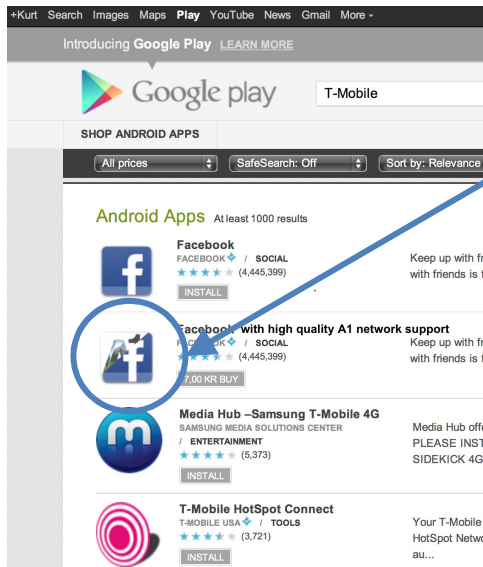 +Kurt Search Images Maps Play YouTube News Gmail More
Introducing Google Play LEARN MORE
Google play
T-Mobile
SHOP ANDROID APPS
All prices
SafeSearch: Off
Sort by: Relevance
Android Apps At least 1000 results
Facebook
FACEBOOK / SOCIAL
(4,445,399)
Keep up with fr
with friends is f
INSTALL
Facebook with high quality A1 network support
FACEBOOK / SOCIAL
(4,445,399)
Keep up with fr
with friends is f
7,00 KR BUY
Media Hub –Samsung T-Mobile 4G
SAMSUNG MEDIA SOLUTIONS CENTER
/ ENTERTAINMENT
(5,373)
Media Hub offe
PLEASE INST
SIDEKICK 4G
INSTALL
T-Mobile HotSpot Connect
T-MOBILE USA / TOOLS
(3,721)
Your T-Mobile
HotSpot Netwo
au...
INSTALL